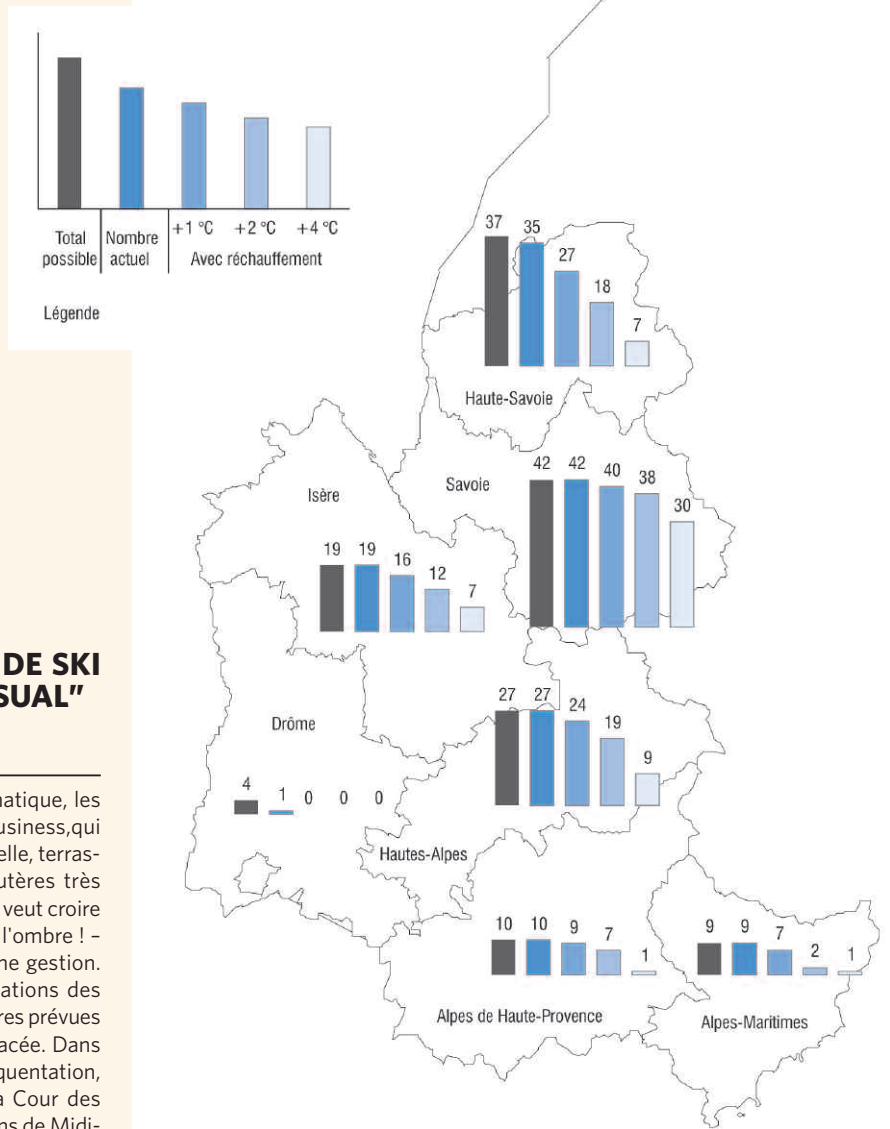 +1 °C +2 °C +4 °C
Total possible
Nombre actuel
Avec réchauffement
Légende
37 35 27 18 7
Haute-Savoie
42 42 40 38 30
Savoie
Isère
19 19 16 12 7
27 27 24 19 9
Hautes-Alpes
Drôme
4 1 0 0 0
10 10 9 7 1
Alpes de Haute-Provence
9 9 7 2 1
Alpes-Maritimes
DE SKI
SUAL"
natique, les
usiness,qui
elle, terras-
utères très
veut croire
l'ombre ! –
ne gestion.
ations des
res prévues
acée. Dans
quentation,
a Cour des
ns de Midi-